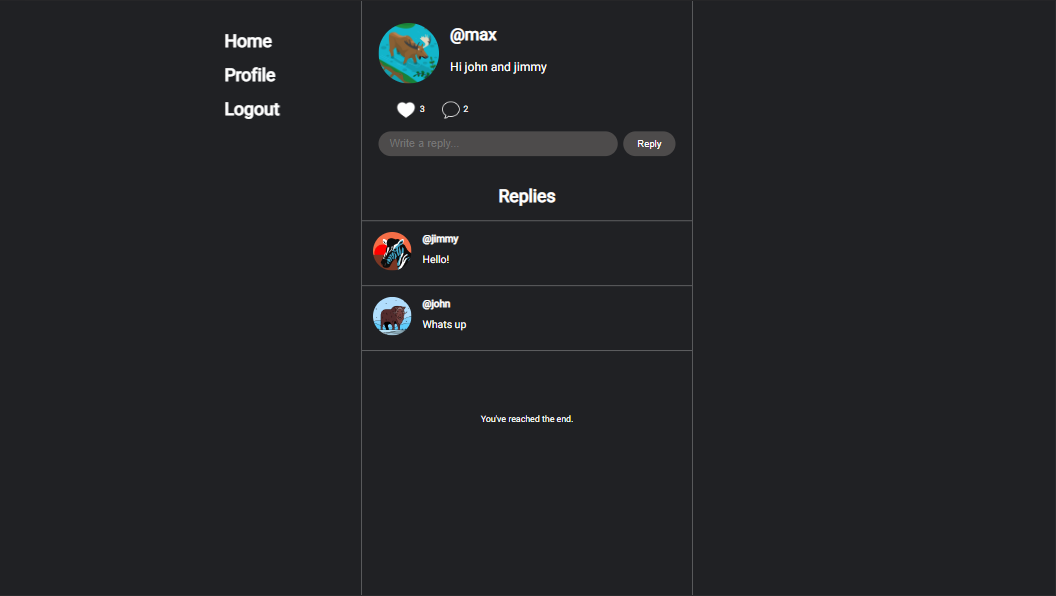 Home
Profile
Logout
@max
Hi john and jimmy
3
2
Write a reply...
Reply
Replies
@jimmy
Hello!
@john
Whats up
You've reached the end.